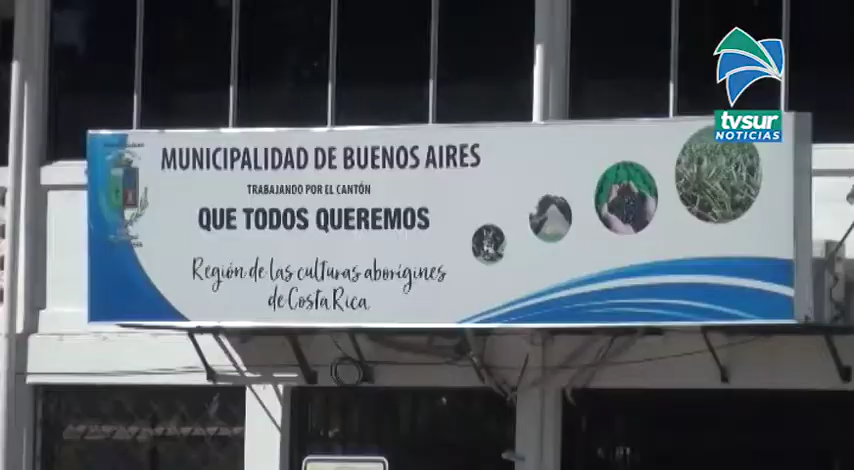 tvsur
NOTICIAS
MUNICIPALIDAD DE BUENOS AIRES
TRABAJANDO POR EL CANTÓN
QUE TODOS QUEREMOS
Región de las culturas aborígines
de Costa Rica